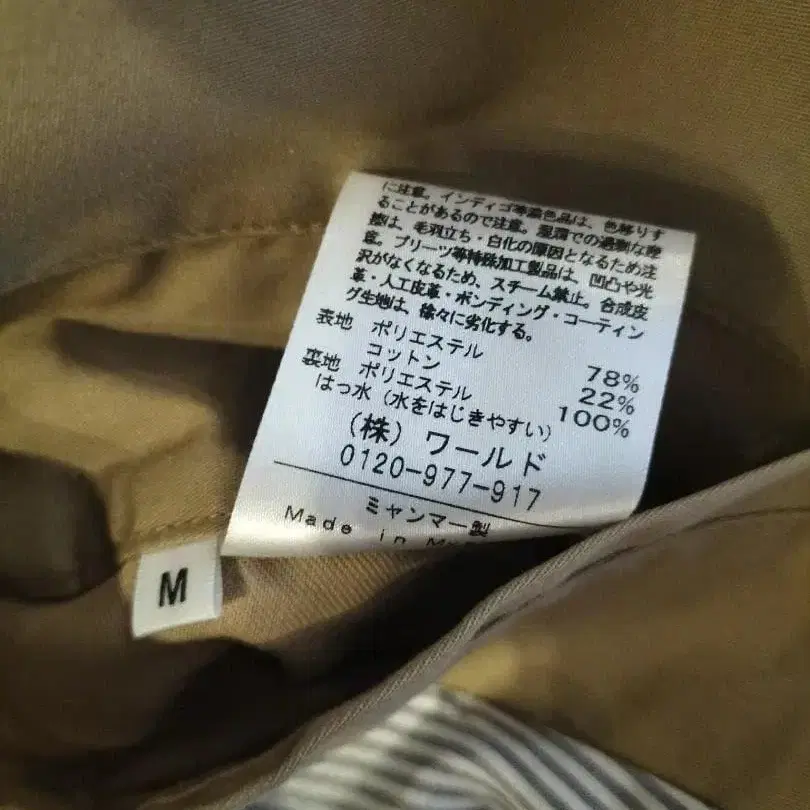 に注意。インディゴ等濃色品は、色移りす
ることがあるので注意。湿潤での過剰な摩
擦は、毛羽立ち・白化の原因となるため注
意。プリーツ等特殊加工製品は、凹凸や光
沢がなくなるため、スチーム禁止。合成皮
革・人工皮革・ボンディング・コーティン
グ生地は、徐々に劣化する。
表地 ポリエステル 78%
コットン 22%
裏地 ポリエステル 100%
はっ水（水をはじきやすい）
（株）ワールド
0120-977-917
ミャンマー製
Made in
M